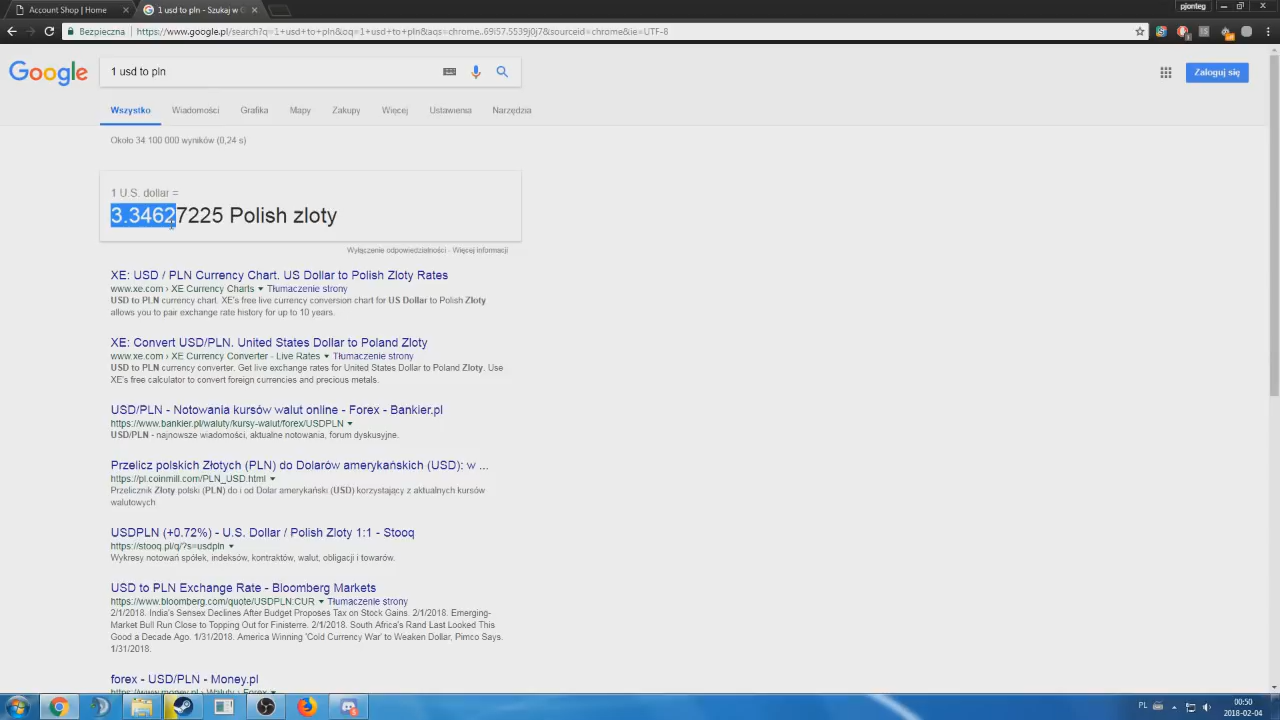 Account Shop | Home
1 usd to pln - Szukaj w G
pjonteg
Bezpieczna
https://www.google.pl/search?q=1+usd+to+pln&oq=1+usd+to+pln&aqs=chrome..69i57.5539j0j7&sourceid=chrome&ie=UTF-8
Google
1 usd to pln
Zaloguj się
Wszystko Wiadomości Grafika Mapy Zakupy Więcej Ustawienia Narzędzia
Około 34 100 000 wyników (0,24 s)
1 U.S. dollar =
3.34627225 Polish zloty
Wyłączenie odpowiedzialności - Więcej informacji
XE: USD / PLN Currency Chart. US Dollar to Polish Zloty Rates
www.xe.com › XE Currency Charts ▼ Tłumaczenie strony
USD to PLN currency chart. XE's free live currency conversion chart for US Dollar to Polish Zloty
allows you to pair exchange rate history for up to 10 years.
XE: Convert USD/PLN. United States Dollar to Poland Zloty
www.xe.com › XE Currency Converter - Live Rates ▼ Tłumaczenie strony
USD to PLN currency converter. Get live exchange rates for United States Dollar to Poland Zloty. Use
XE's free calculator to convert foreign currencies and precious metals.
USD/PLN - Notowania kursów walut online - Forex - Bankier.pl
https://www.bankier.pl/waluty/kursy-walut/forex/USDPLN ▼
USD/PLN - najnowsze wiadomości, aktualne notowania, forum dyskusyjne.
Przelicz polskich Złotych (PLN) do Dolarów amerykańskich (USD): w ...
https://pl.coinmill.com/PLN_USD.html ▼
Przelicznik Złoty polski (PLN) do i od Dolar amerykański (USD) korzystający z aktualnych kursów
walutowych
USDPLN (+0.72%) - U.S. Dollar / Polish Zloty 1:1 - Stooq
https://stooq.pl/q/?s=usdpln ▼
Wykresy notowań spółek, indeksów, kontraktów, walut, obligacji i towarów.
USD to PLN Exchange Rate - Bloomberg Markets
https://www.bloomberg.com/quote/USDPLN:CUR ▼ Tłumaczenie strony
2/1/2018. India's Sensex Declines After Budget Proposes Tax on Stock Gains. 2/1/2018. Emerging-
Market Bull Run Close to Topping Out for Finisterre. 2/1/2018. South Africa's Rand Last Looked This
Good a Decade Ago. 1/31/2018. America Winning 'Cold Currency War' to Weaken Dollar, Pimco Says.
1/31/2018.
forex - USD/PLN - Money.pl
https://www.money.pl › Waluty › Forex ▼
PL
00:50
2018-02-04